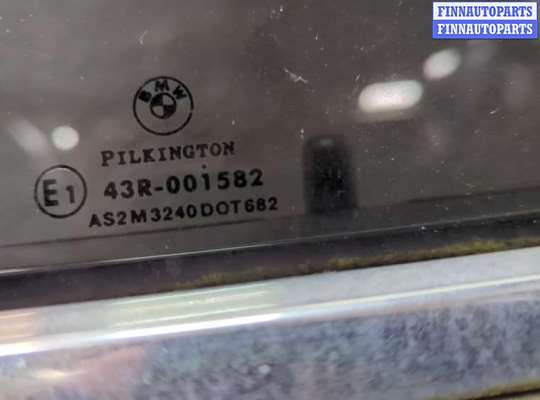 FINNAUTOPARTS
FINNAUTOPARTS
BMW
PILKINGTON
E1 43R-001582
AS2M3240DOT682